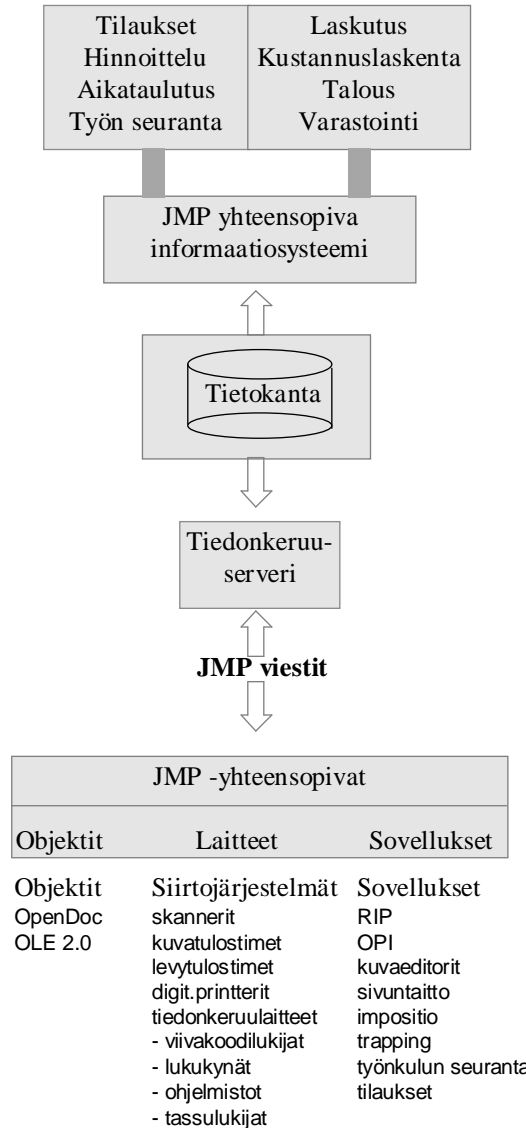 Tilaukset
Hinnoittelu
Aikataulutus
Työn seuranta
Laskutus
Kustannuslaskenta
Talous
Varastointi
JMP yhteensopiva
informaatiosysteemi
Tietokanta
Tiedonkeruu-
serveri
JMP viestit
JMP -yhteensopivat
Objektit Laitteet Sovellukset
Objektit Siirtojärjestelmät Sovellukset
OpenDoc skannerit RIP
OLE 2.0 kuvatulostimet OPI
levytulostimet kuvaeditorit
digit.printterit sivuntaitto
tiedonkeruulaitteet impositio
- viivakoodilukijat trapping
- lukukynät työnkulun seuranta
- ohjelmistot tilaukset
- tassulukijat